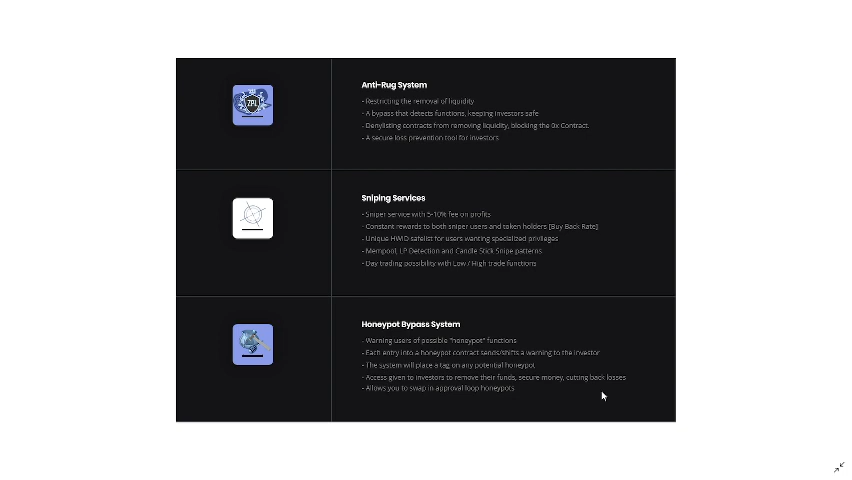 Anti-Rug System
- Restricting the removal of liquidity
- A bypass that detects functions, keeping investors safe
- Denylisting contracts from removing liquidity, blocking the 0x Contract.
- A secure loss prevention tool for investors
ZPL
Sniping Services
- Sniper service with 5-10% fee on profits
- Constant rewards to both sniper users and token holders [Buy Back Rate]
- Unique HWID safelist for users wanting specialized privileges
- Mempool, LP Detection and Candle Stick Snipe patterns
- Day trading possibility with Low / High trade functions
Honeypot Bypass System
- Warning users of possible "honeypot" functions
- Each entry into a honeypot contract sends/shifts a warning to the investor
- The system will place a tag on any potential honeypot
- Access given to investors to remove their funds, secure money, cutting back losses
- Allows you to swap in approval loop honeypots